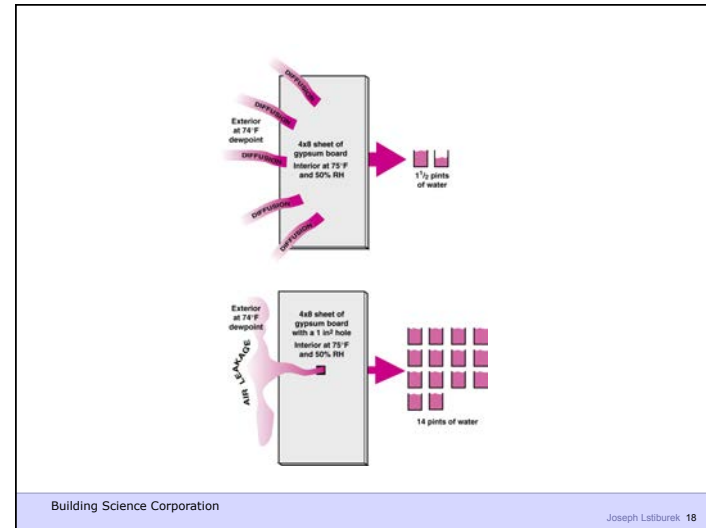 DIFFUSION
DIFFUSION
Exterior
at 74°F
dewpoint
DIFFUSION
DIFFUSION
DIFFUSION
4x8 sheet of
gypsum board
Interior at 75°F
and 50% RH
1 1/2 pints
of water
Exterior
at 74°F
dewpoint
AIR LEAKAGE
4x8 sheet of
gypsum board
with a 1 in2 hole
Interior at 75°F
and 50% RH
14 pints of water
Building Science Corporation
Joseph Lstiburek 18